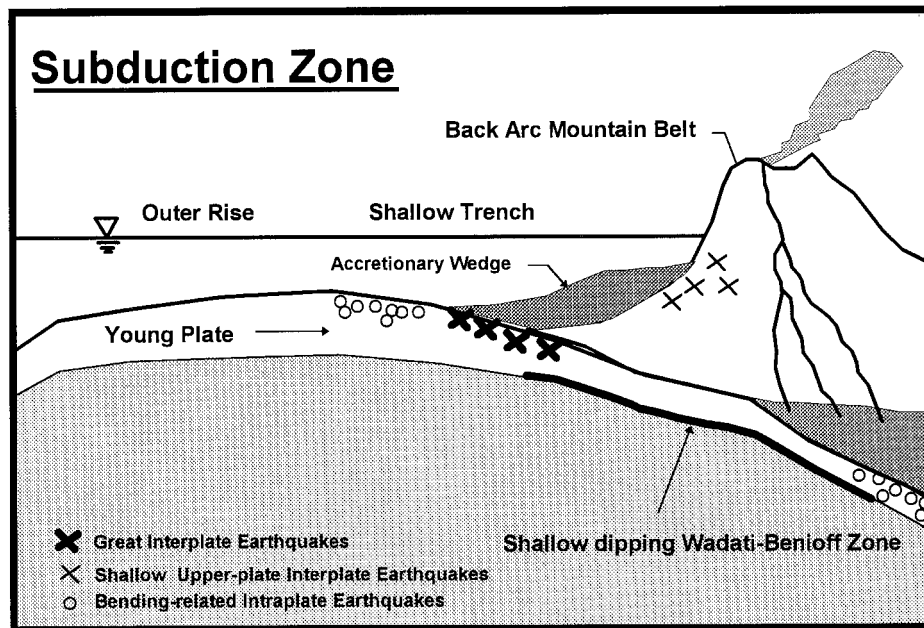 Subduction Zone
Back Arc Mountain Belt
Outer Rise
Shallow Trench
Accretionary Wedge
Young Plate
Great Interplate Earthquakes
Shallow dipping Wadati-Benioff Zone
Shallow Upper-plate Interplate Earthquakes
Bending-related Intraplate Earthquakes